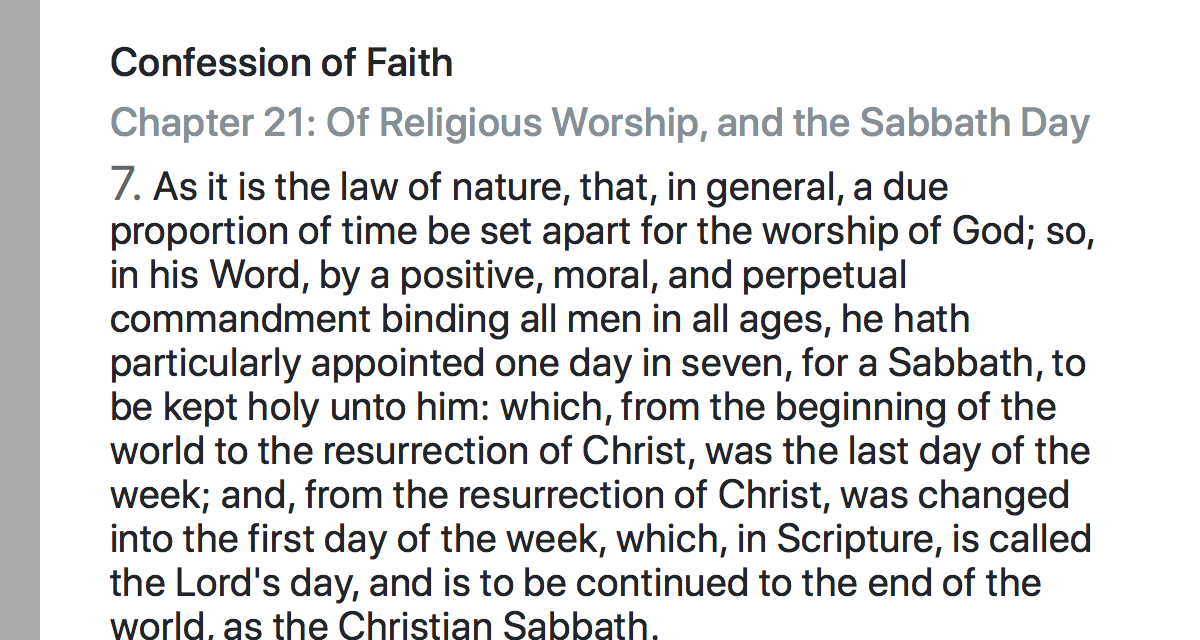 Confession of Faith
Chapter 21: Of Religious Worship, and the Sabbath Day
7. As it is the law of nature, that, in general, a due
proportion of time be set apart for the worship of God; so,
in his Word, by a positive, moral, and perpetual
commandment binding all men in all ages, he hath
particularly appointed one day in seven, for a Sabbath, to
be kept holy unto him: which, from the beginning of the
world to the resurrection of Christ, was the last day of the
week; and, from the resurrection of Christ, was changed
into the first day of the week, which, in Scripture, is called
the Lord's day, and is to be continued to the end of the
world, as the Christian Sabbath.